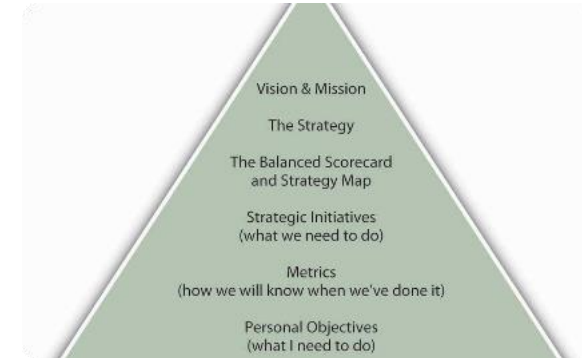 Vision & Mission
The Strategy
The Balanced Scorecard
and Strategy Map
Strategic Initiatives
(what we need to do)
Metrics
(how we will know when we've done it)
Personal Objectives
(what I need to do)